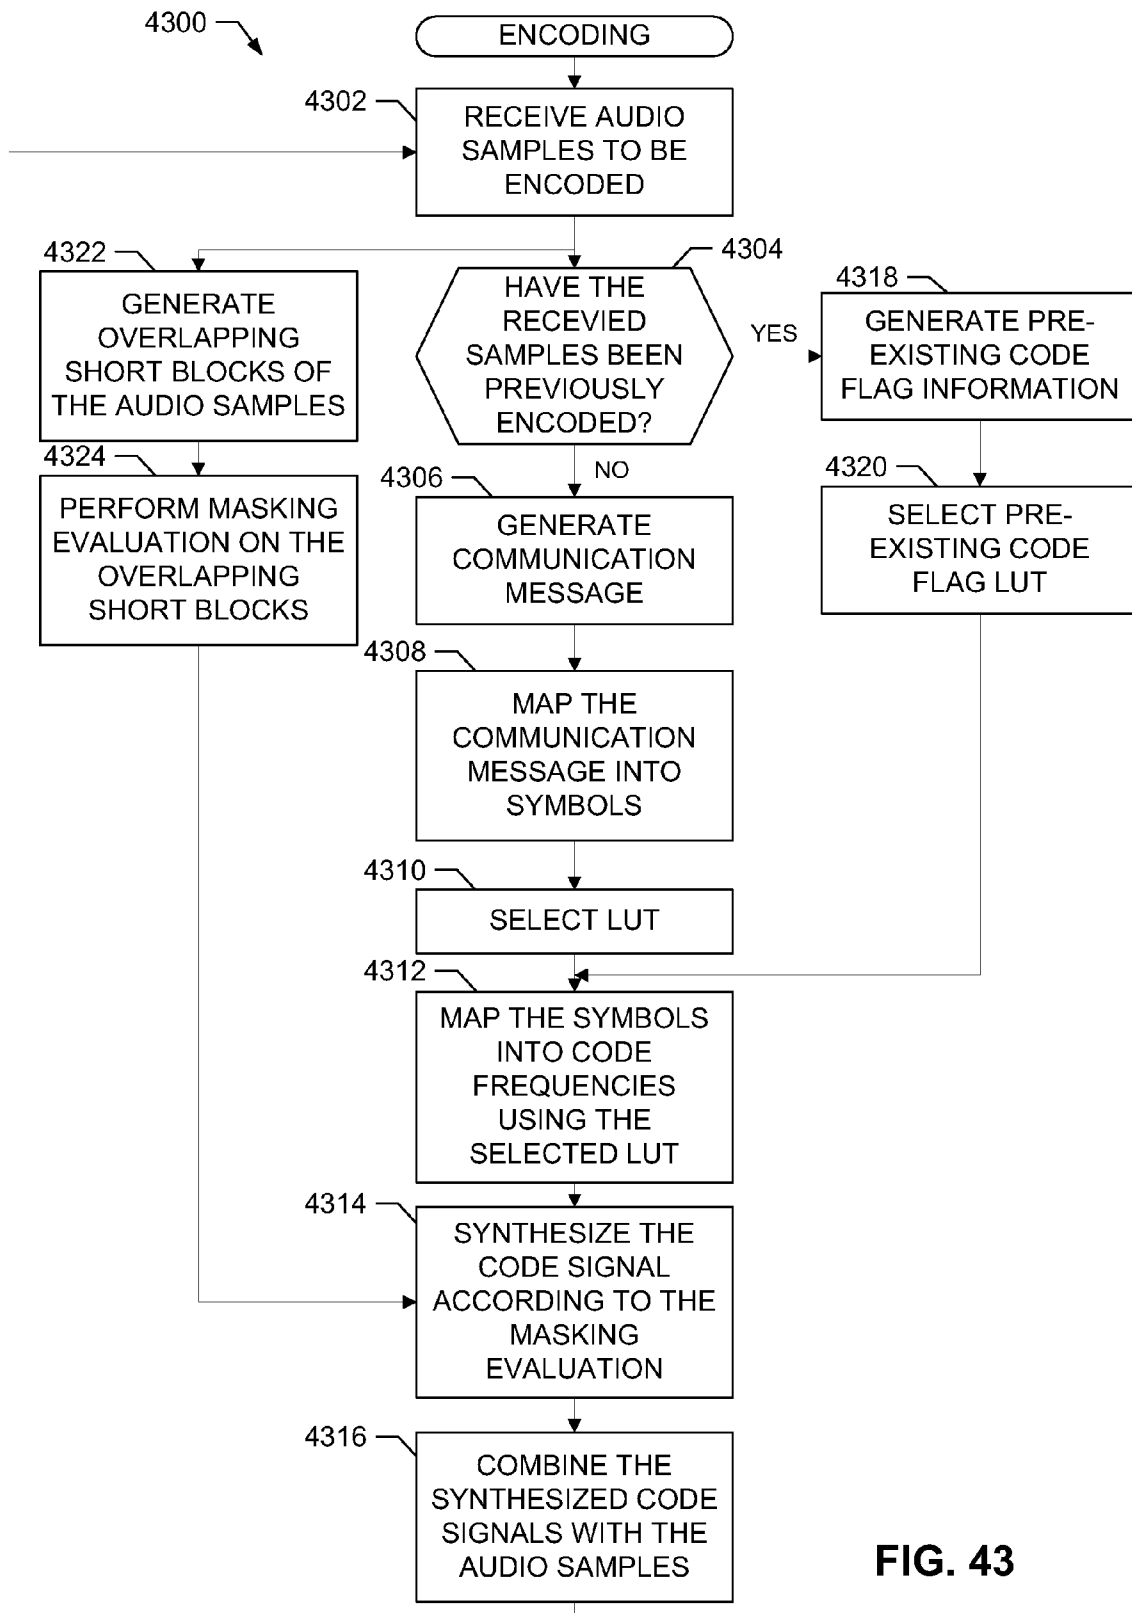 4300
ENCODING
4302
RECEIVE AUDIO
SAMPLES TO BE
ENCODED
4322
GENERATE
OVERLAPPING
SHORT BLOCKS OF
THE AUDIO SAMPLES
4304
HAVE THE
RECEVIED
SAMPLES BEEN
PREVIOUSLY
ENCODED?
YES
4318
GENERATE PRE-
EXISTING CODE
FLAG INFORMATION
4324
PERFORM MASKING
EVALUATION ON THE
OVERLAPPING
SHORT BLOCKS
NO
4306
GENERATE
COMMUNICATION
MESSAGE
4320
SELECT PRE-
EXISTING CODE
FLAG LUT
4308
MAP THE
COMMUNICATION
MESSAGE INTO
SYMBOLS
4310
SELECT LUT
4312
MAP THE SYMBOLS
INTO CODE
FREQUENCIES
USING THE
SELECTED LUT
4314
SYNTHESIZE THE
CODE SIGNAL
ACCORDING TO THE
MASKING
EVALUATION
4316
COMBINE THE
SYNTHESIZED CODE
SIGNALS WITH THE
AUDIO SAMPLES
FIG. 43